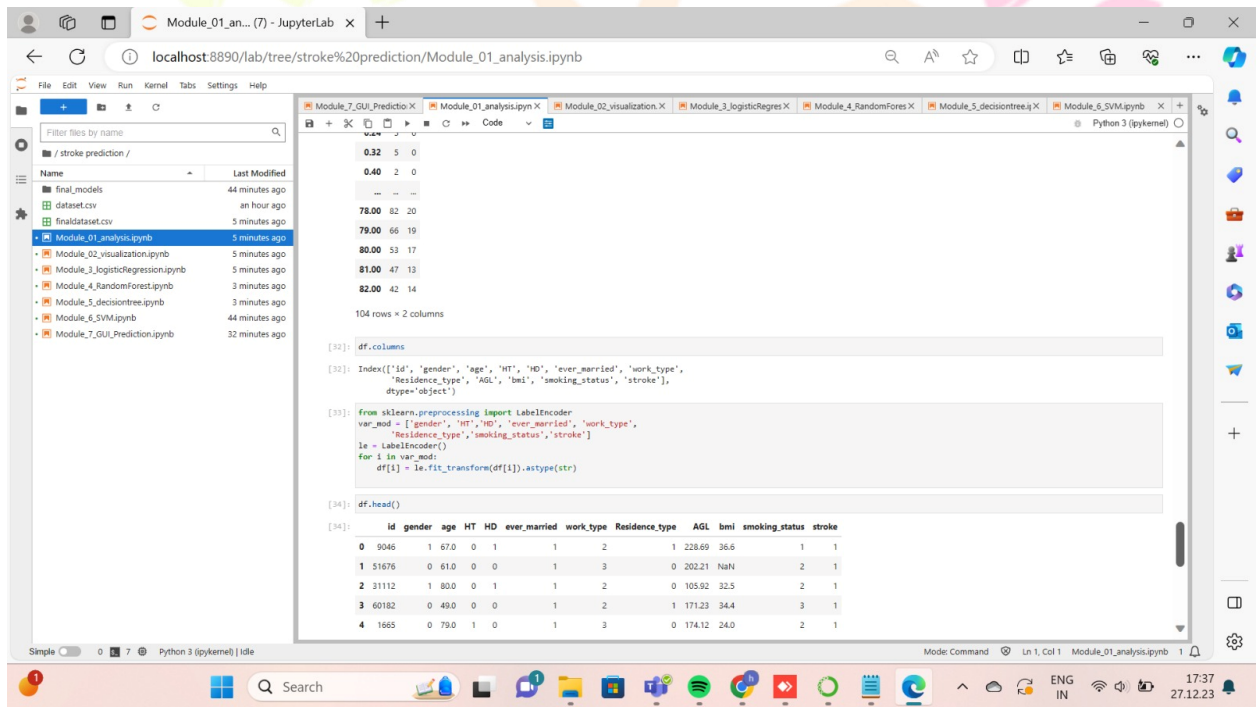 Module_01_an... (7) - JupyterLab
localhost:8890/lab/tree/stroke%20prediction/Module_01_analysis.ipynb
File Edit View Run Kernel Tabs Settings Help
Filter files by name
/ stroke prediction /
Name Last Modified
final_models 44 minutes ago
dataset.csv an hour ago
finaldataset.csv 5 minutes ago
Module_01_analysis.ipynb 5 minutes ago
Module_02_visualization.ipynb 5 minutes ago
Module_3_logisticRegression.ipynb 5 minutes ago
Module_4_RandomForest.ipynb 3 minutes ago
Module_5_decisiontree.ipynb 3 minutes ago
Module_6_SVM.ipynb 44 minutes ago
Module_7_GUI_Prediction.ipynb 32 minutes ago
Module_7_GUI_Predictio Module_01_analysis.ipyn Module_02_visualization. Module_3_logisticRegres Module_4_RandomFores Module_5_decisiontree.i Module_6_SVM.ipynb
Code Python 3 (ipykernel)
0.32 5 0
0.40 2 0
... ... ...
78.00 82 20
79.00 66 19
80.00 53 17
81.00 47 13
82.00 42 14
104 rows × 2 columns
[32]: df.columns
[32]: Index(['id', 'gender', 'age', 'HT', 'HD', 'ever_married', 'work_type',
'Residence_type', 'AGL', 'bmi', 'smoking_status', 'stroke'],
dtype='object')
[33]: from sklearn.preprocessing import LabelEncoder
var_mod = ['gender', 'HT','HD', 'ever_married', 'work_type',
'Residence_type','smoking_status','stroke']
le = LabelEncoder()
for i in var_mod:
df[i] = le.fit_transform(df[i]).astype(str)
[34]: df.head()
[34]: id gender age HT HD ever_married work_type Residence_type AGL bmi smoking_status stroke
0 9046 1 67.0 0 1 1 2 1 228.69 36.6 1 1
1 51676 0 61.0 0 0 1 3 0 202.21 NaN 2 1
2 31112 1 80.0 0 1 1 2 0 105.92 32.5 2 1
3 60182 0 49.0 0 0 1 2 1 171.23 34.4 3 1
4 1665 0 79.0 1 0 1 3 0 174.12 24.0 2 1
Simple 0 7 Python 3 (ipykernel) | Idle Mode: Command Ln 1, Col 1 Module_01_analysis.ipynb 1
Search
ENG
IN
17:37
27.12.23